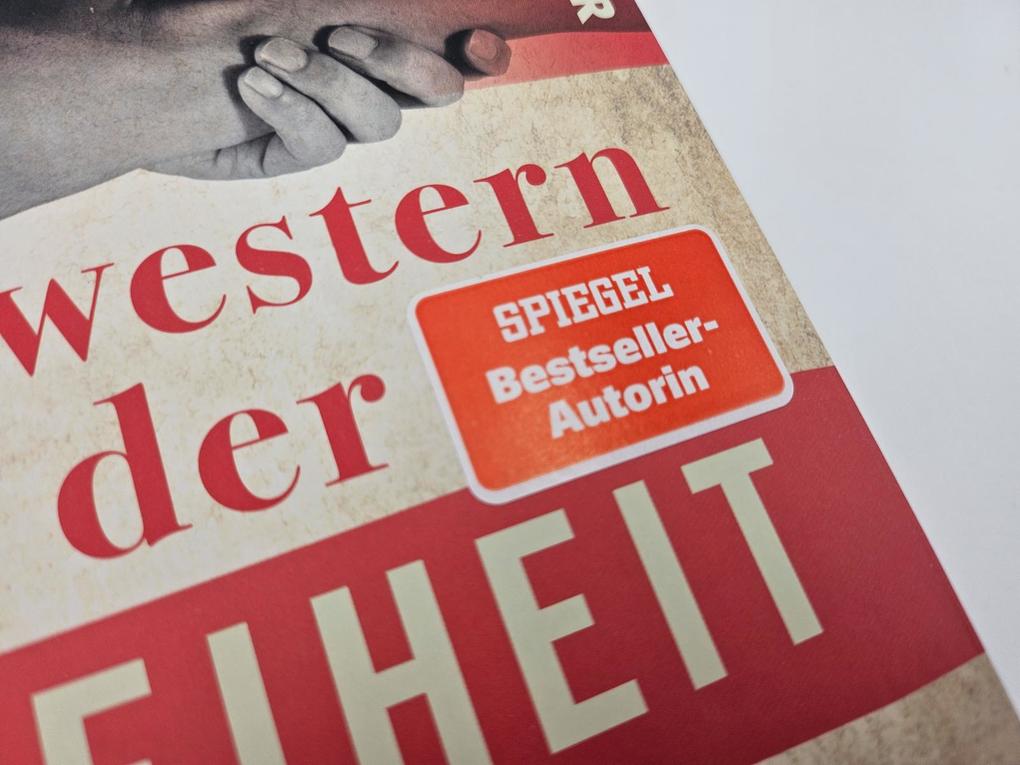 R
western
SPIEGEL
Bestseller-
Autorin
der
EIHEIT